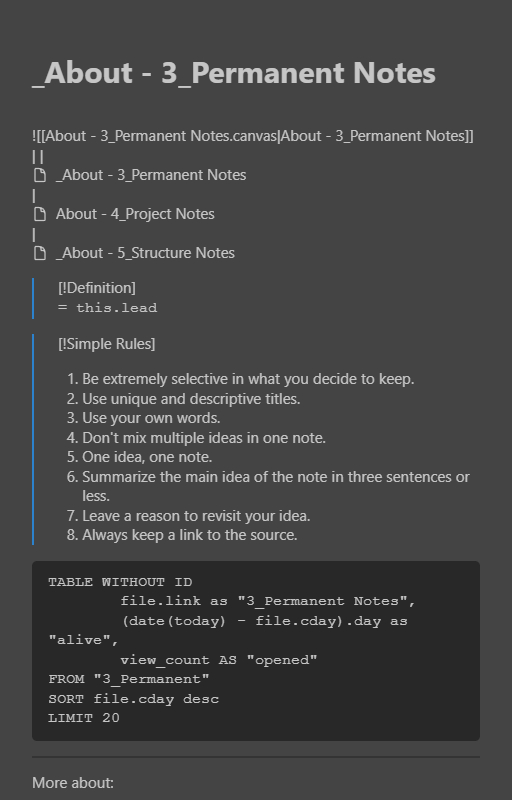 _About - 3_Permanent Notes
![[About - 3_Permanent Notes.canvas|About - 3_Permanent Notes]]
| |
_About - 3_Permanent Notes
|
About - 4_Project Notes
|
_About - 5_Structure Notes
[!Definition]
= this.lead
[!Simple Rules]
1. Be extremely selective in what you decide to keep.
2. Use unique and descriptive titles.
3. Use your own words.
4. Don't mix multiple ideas in one note.
5. One idea, one note.
6. Summarize the main idea of the note in three sentences or
less.
7. Leave a reason to revisit your idea.
8. Always keep a link to the source.
TABLE WITHOUT ID
file.link as "3_Permanent Notes",
(date(today) - file.cday).day as
"alive",
view_count AS "opened"
FROM "3_Permanent"
SORT file.cday desc
LIMIT 20
More about: